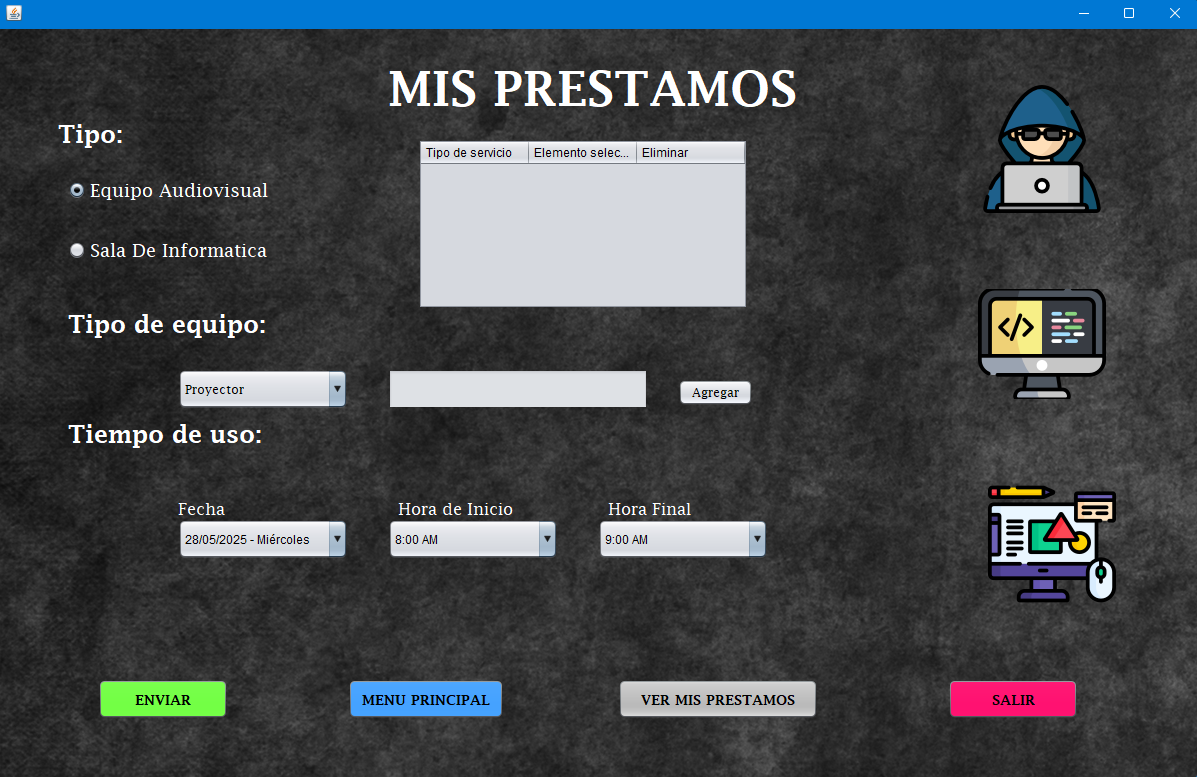 MIS PRESTAMOS
Tipo:
Tipo de servicio Elemento selec... Eliminar
Equipo Audiovisual
Sala De Informatica
Tipo de equipo:
</>
Proyector Agregar
Tiempo de uso:
Fecha Hora de Inicio Hora Final
28/05/2025 - Miércoles 8:00 AM 9:00 AM
ENVIAR MENU PRINCIPAL VER MIS PRESTAMOS SALIR